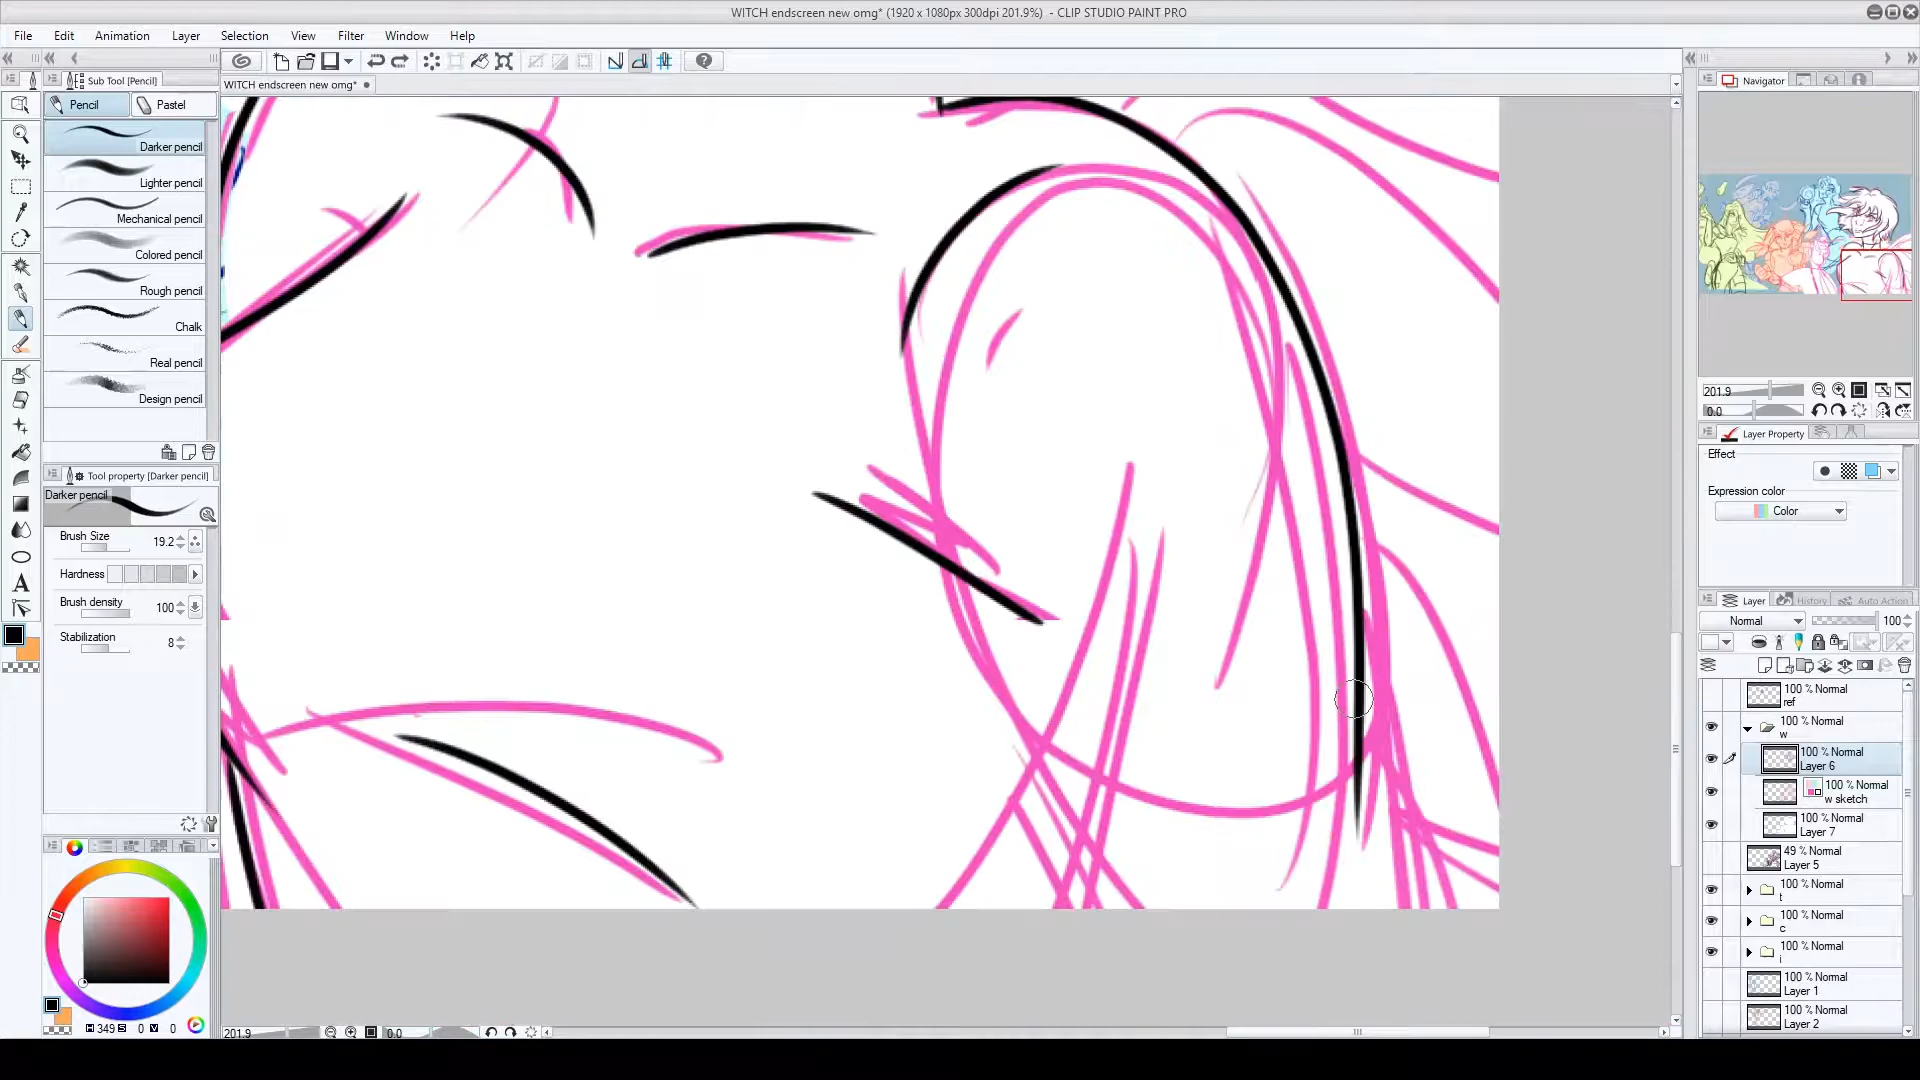 WITCH endscreen new omg* (1920 x 1080px 300dpi 201.9%) - CLIP STUDIO PAINT PRO
File Edit Animation Layer Selection View Filter Window Help
Sub Tool [Pencil]
WITCH endscreen new omg*
Navigator
Pencil Pastel
Darker pencil
Lighter pencil
Mechanical pencil
Colored pencil
Rough pencil
Chalk
Real pencil
Design pencil
Tool property [Darker pencil]
Darker pencil
Brush Size 19.2
Hardness
Brush density 100
Stabilization 8
A
H 349 S 0 V 0
201.9 0.0
201.9
0.0
Layer Property
Effect
Expression color
Color
Layer History Auto Action
Normal 100
100 % Normal
ref
100 % Normal
w
100 % Normal
Layer 6
100 % Normal
w sketch
100 % Normal
Layer 7
49 % Normal
Layer 5
100 % Normal
t
100 % Normal
c
100 % Normal
i
100 % Normal
Layer 1
100 % Normal
Layer 2